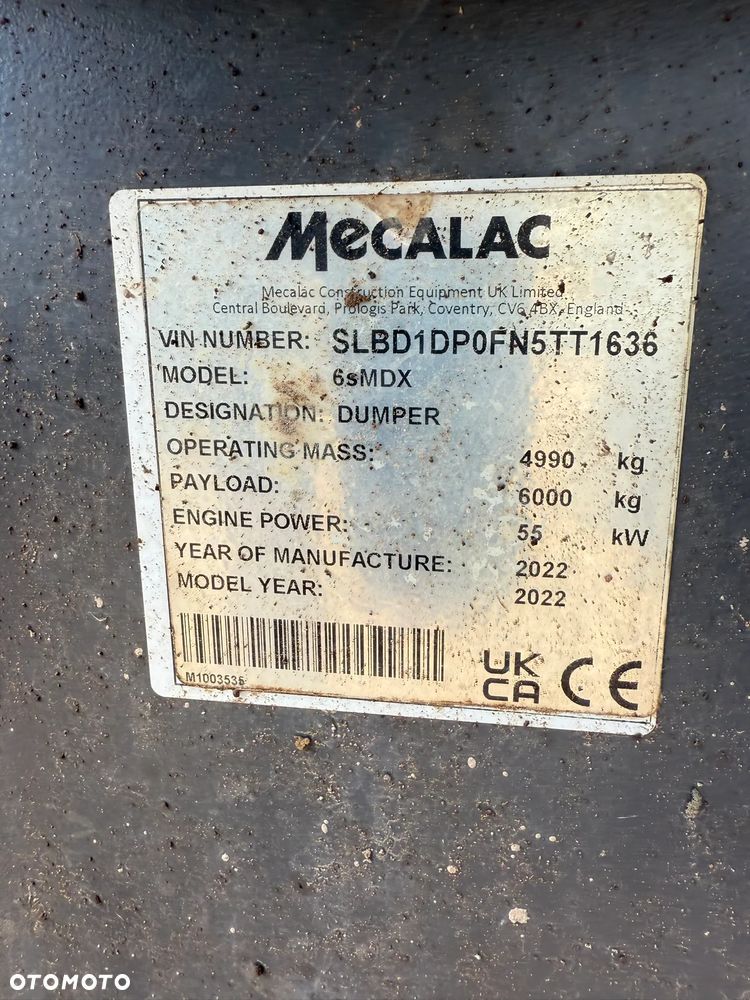 MECALAC
Mecalac Construction Equipment UK Limited,
Central Boulevard, Prologis Park, Coventry, CV6 4BX, England
VIN NUMBER: SLBD1DP0FN5TT1636
MODEL: 6sMDX
DESIGNATION: DUMPER
OPERATING MASS: 4990 kg
PAYLOAD: 6000 kg
ENGINE POWER: 55 kW
YEAR OF MANUFACTURE: 2022
MODEL YEAR: 2022
M1003535
UK
CA CE
OTOMOTO